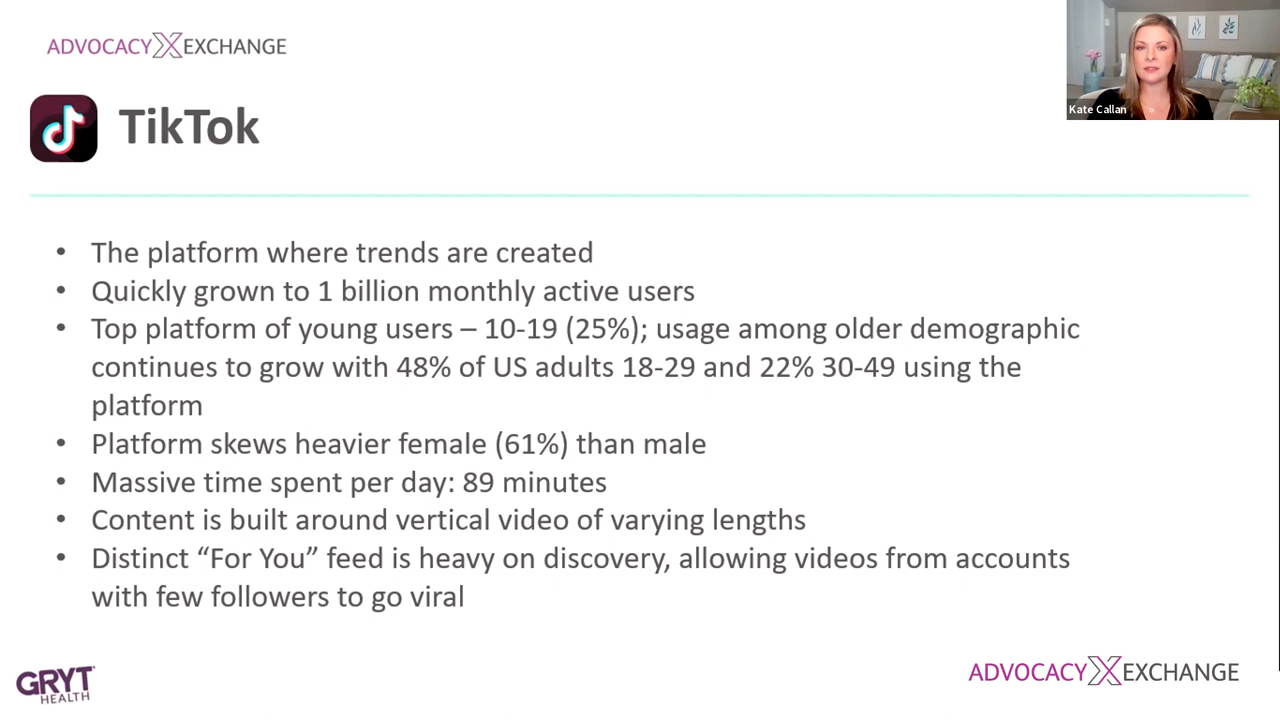 ADVOCACY EXCHANGE
Kate Callan
TikTok
• The platform where trends are created
• Quickly grown to 1 billion monthly active users
• Top platform of young users – 10-19 (25%); usage among older demographic
continues to grow with 48% of US adults 18-29 and 22% 30-49 using the
platform
• Platform skews heavier female (61%) than male
• Massive time spent per day: 89 minutes
• Content is built around vertical video of varying lengths
• Distinct “For You” feed is heavy on discovery, allowing videos from accounts
with few followers to go viral
GRYT
HEALTH
ADVOCACY EXCHANGE